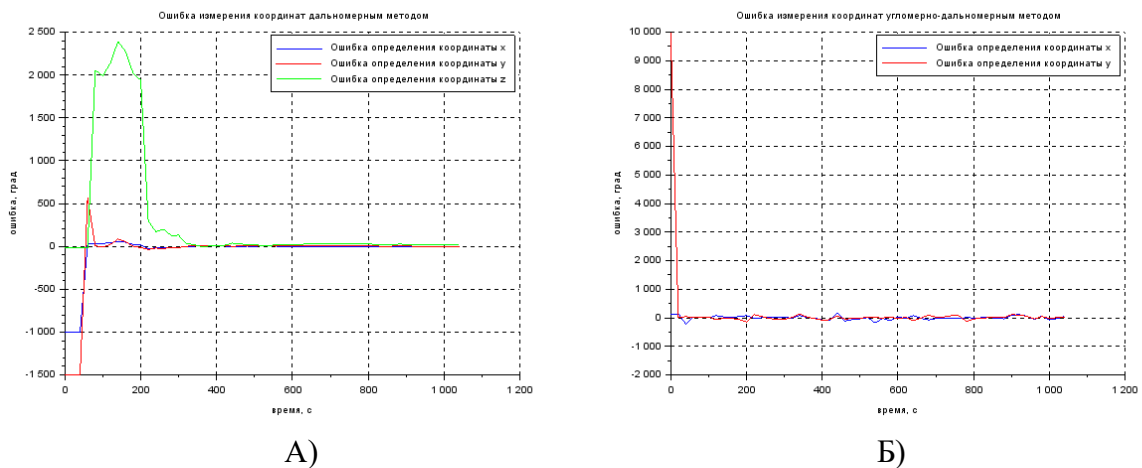 Ошибка измерения координат дальномерным методом
2 500
2 000
1 500
1 000
500
0
-500
-1 000
-1 500
ошибка, град
Ошибка определения координаты x
Ошибка определения координаты y
Ошибка определения координаты z
0
200
400
600
800
1 000
1 200
время, с
А)
Ошибка измерения координат угломерно-дальномерным методом
10 000
9 000
8 000
7 000
6 000
5 000
4 000
3 000
2 000
1 000
0
-1 000
-2 000
ошибка, град
Ошибка определения координаты x
Ошибка определения координаты y
0
200
400
600
800
1 000
1 200
время, с
Б)